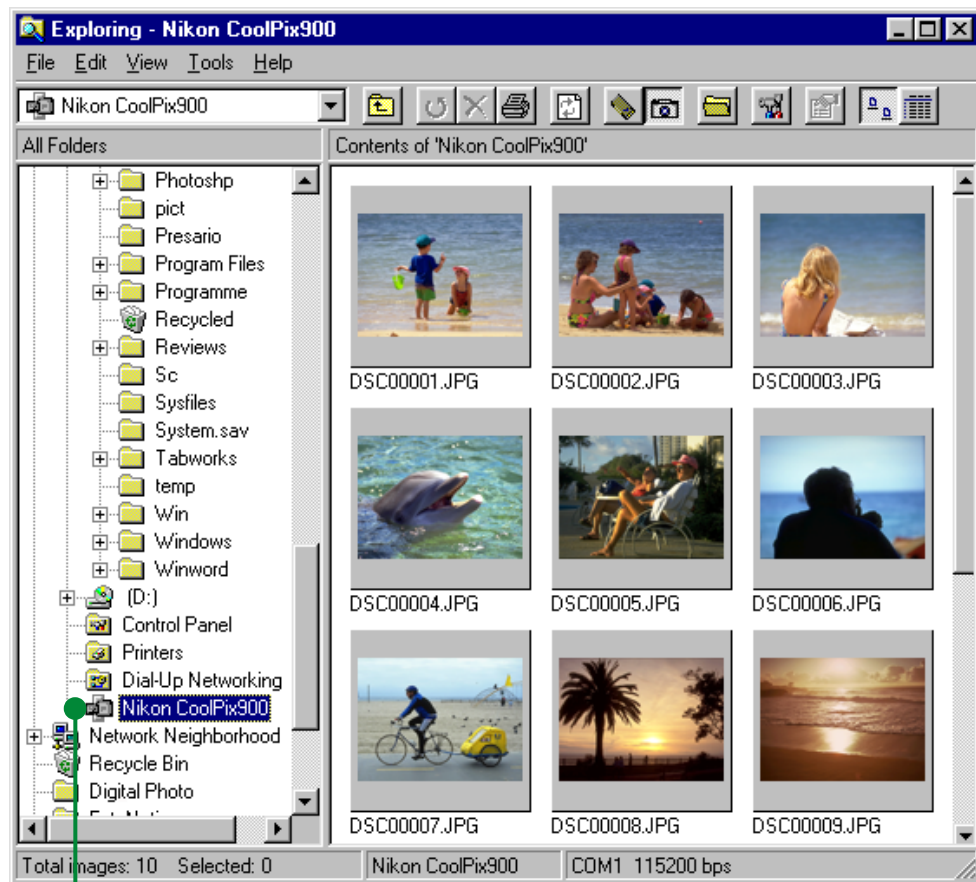 Exploring - Nikon CoolPix900
File Edit View Tools Help
Nikon CoolPix900
All Folders
Contents of 'Nikon CoolPix900'
Photoshp
pict
Presario
Program Files
Programme
Recycled
Reviews
Sc
Sysfiles
System.sav
Tabworks
temp
Win
Windows
Winword
(D:)
Control Panel
Printers
Dial-Up Networking
Nikon CoolPix900
Network Neighborhood
Recycle Bin
Digital Photo
DSC00001.JPG DSC00002.JPG DSC00003.JPG
DSC00004.JPG DSC00005.JPG DSC00006.JPG
DSC00007.JPG DSC00008.JPG DSC00009.JPG
Total images: 10 Selected: 0 Nikon CoolPix900 COM1 115200 bps